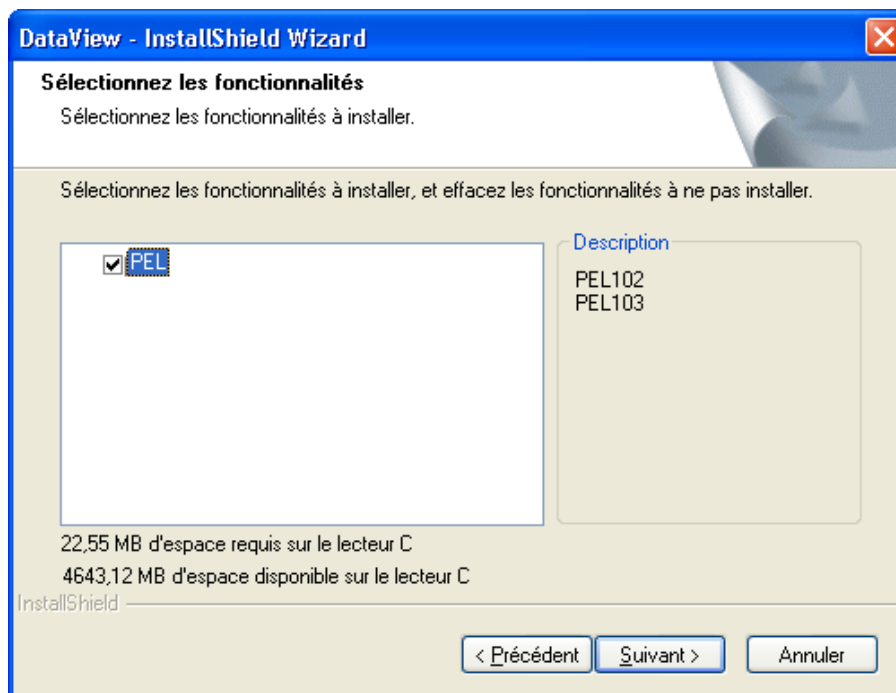 DataView - InstallShield Wizard
Sélectionnez les fonctionnalités
Sélectionnez les fonctionnalités à installer.
Sélectionnez les fonctionnalités à installer, et effacez les fonctionnalités à ne pas installer.
PEL
Description
PEL102
PEL103
22,55 MB d'espace requis sur le lecteur C
4643,12 MB d'espace disponible sur le lecteur C
InstallShield
< Précédent
Suivant >
Annuler